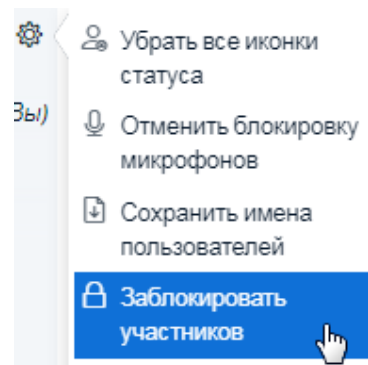 Убрать все иконки
статуса
Вы)
Отменить блокировку
микрофонов
Сохранить имена
пользователей
Заблокировать
участников